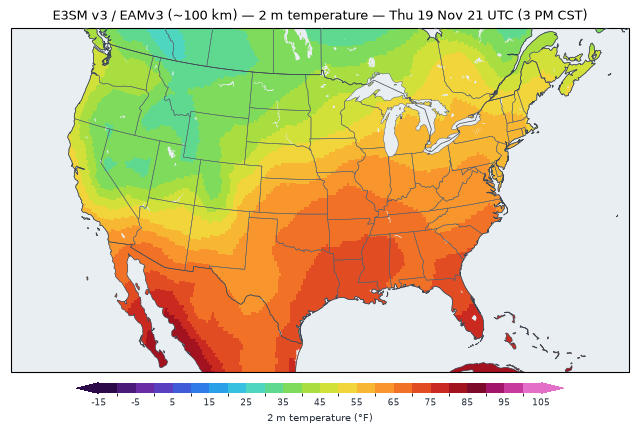 E3SM v3 / EAMv3 (~100 km) — 2 m temperature — Thu 19 Nov 21 UTC (3 PM CST)
-15 -5 5 15 25 35 45 55 65 75 85 95 105
2 m temperature (°F)